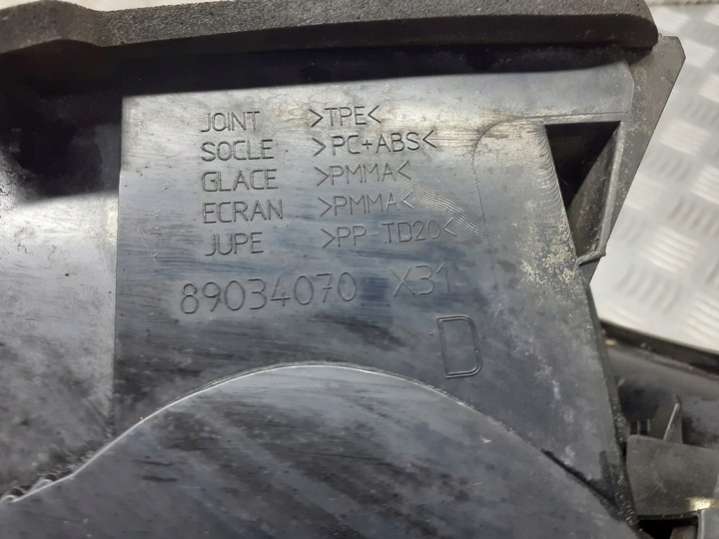 JOINT >TPE<
SOCLE >PC+ABS<
GLACE >PMMA<
ECRAN >PMMA<
JUPE >PP TD20<
89034070 X31
D